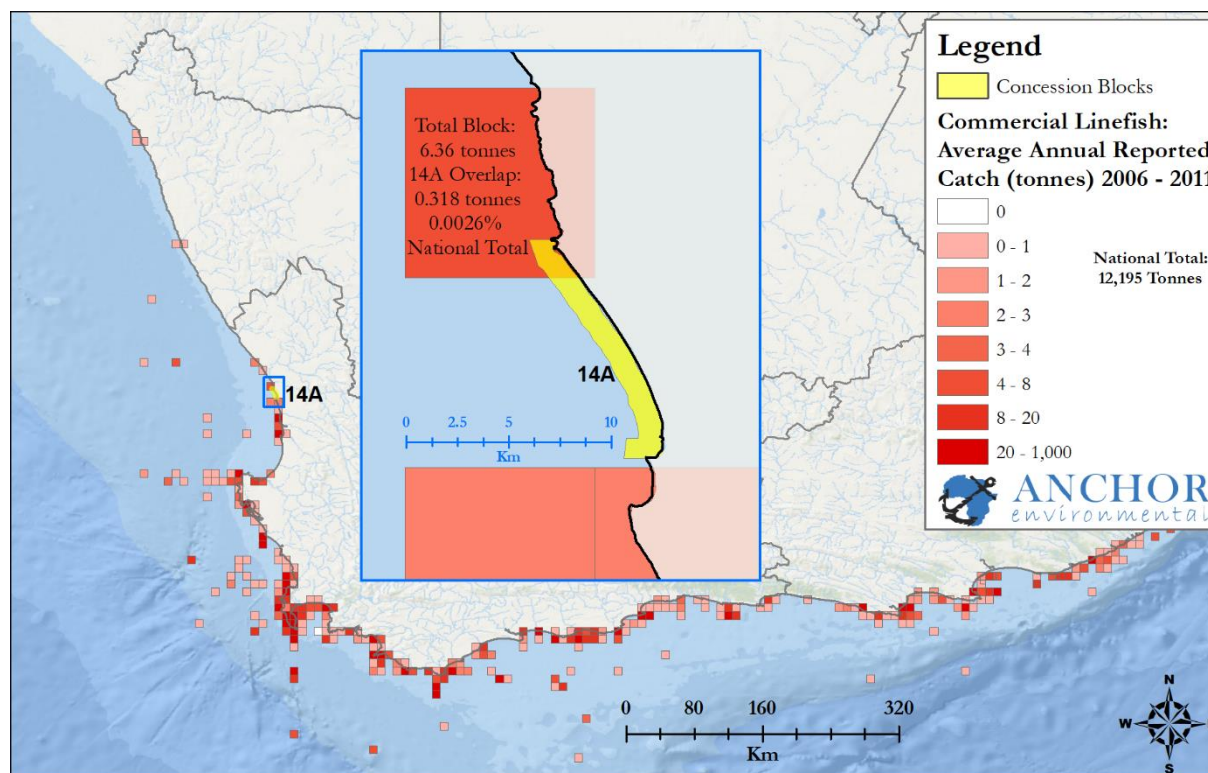 Total Block:
6.36 tonnes
14A Overlap:
0.318 tonnes
0.0026%
National Total
14A
0 2.5 5 10
Km
14A
Legend
Concession Blocks
Commercial Linefish:
Average Annual Reported
Catch (tonnes) 2006 - 2011
0
0 - 1
1 - 2
2 - 3
3 - 4
4 - 8
8 - 20
20 - 1,000
National Total:
12,195 Tonnes
ANCHOR
environmental
0 80 160 320
Km
N
W E
S